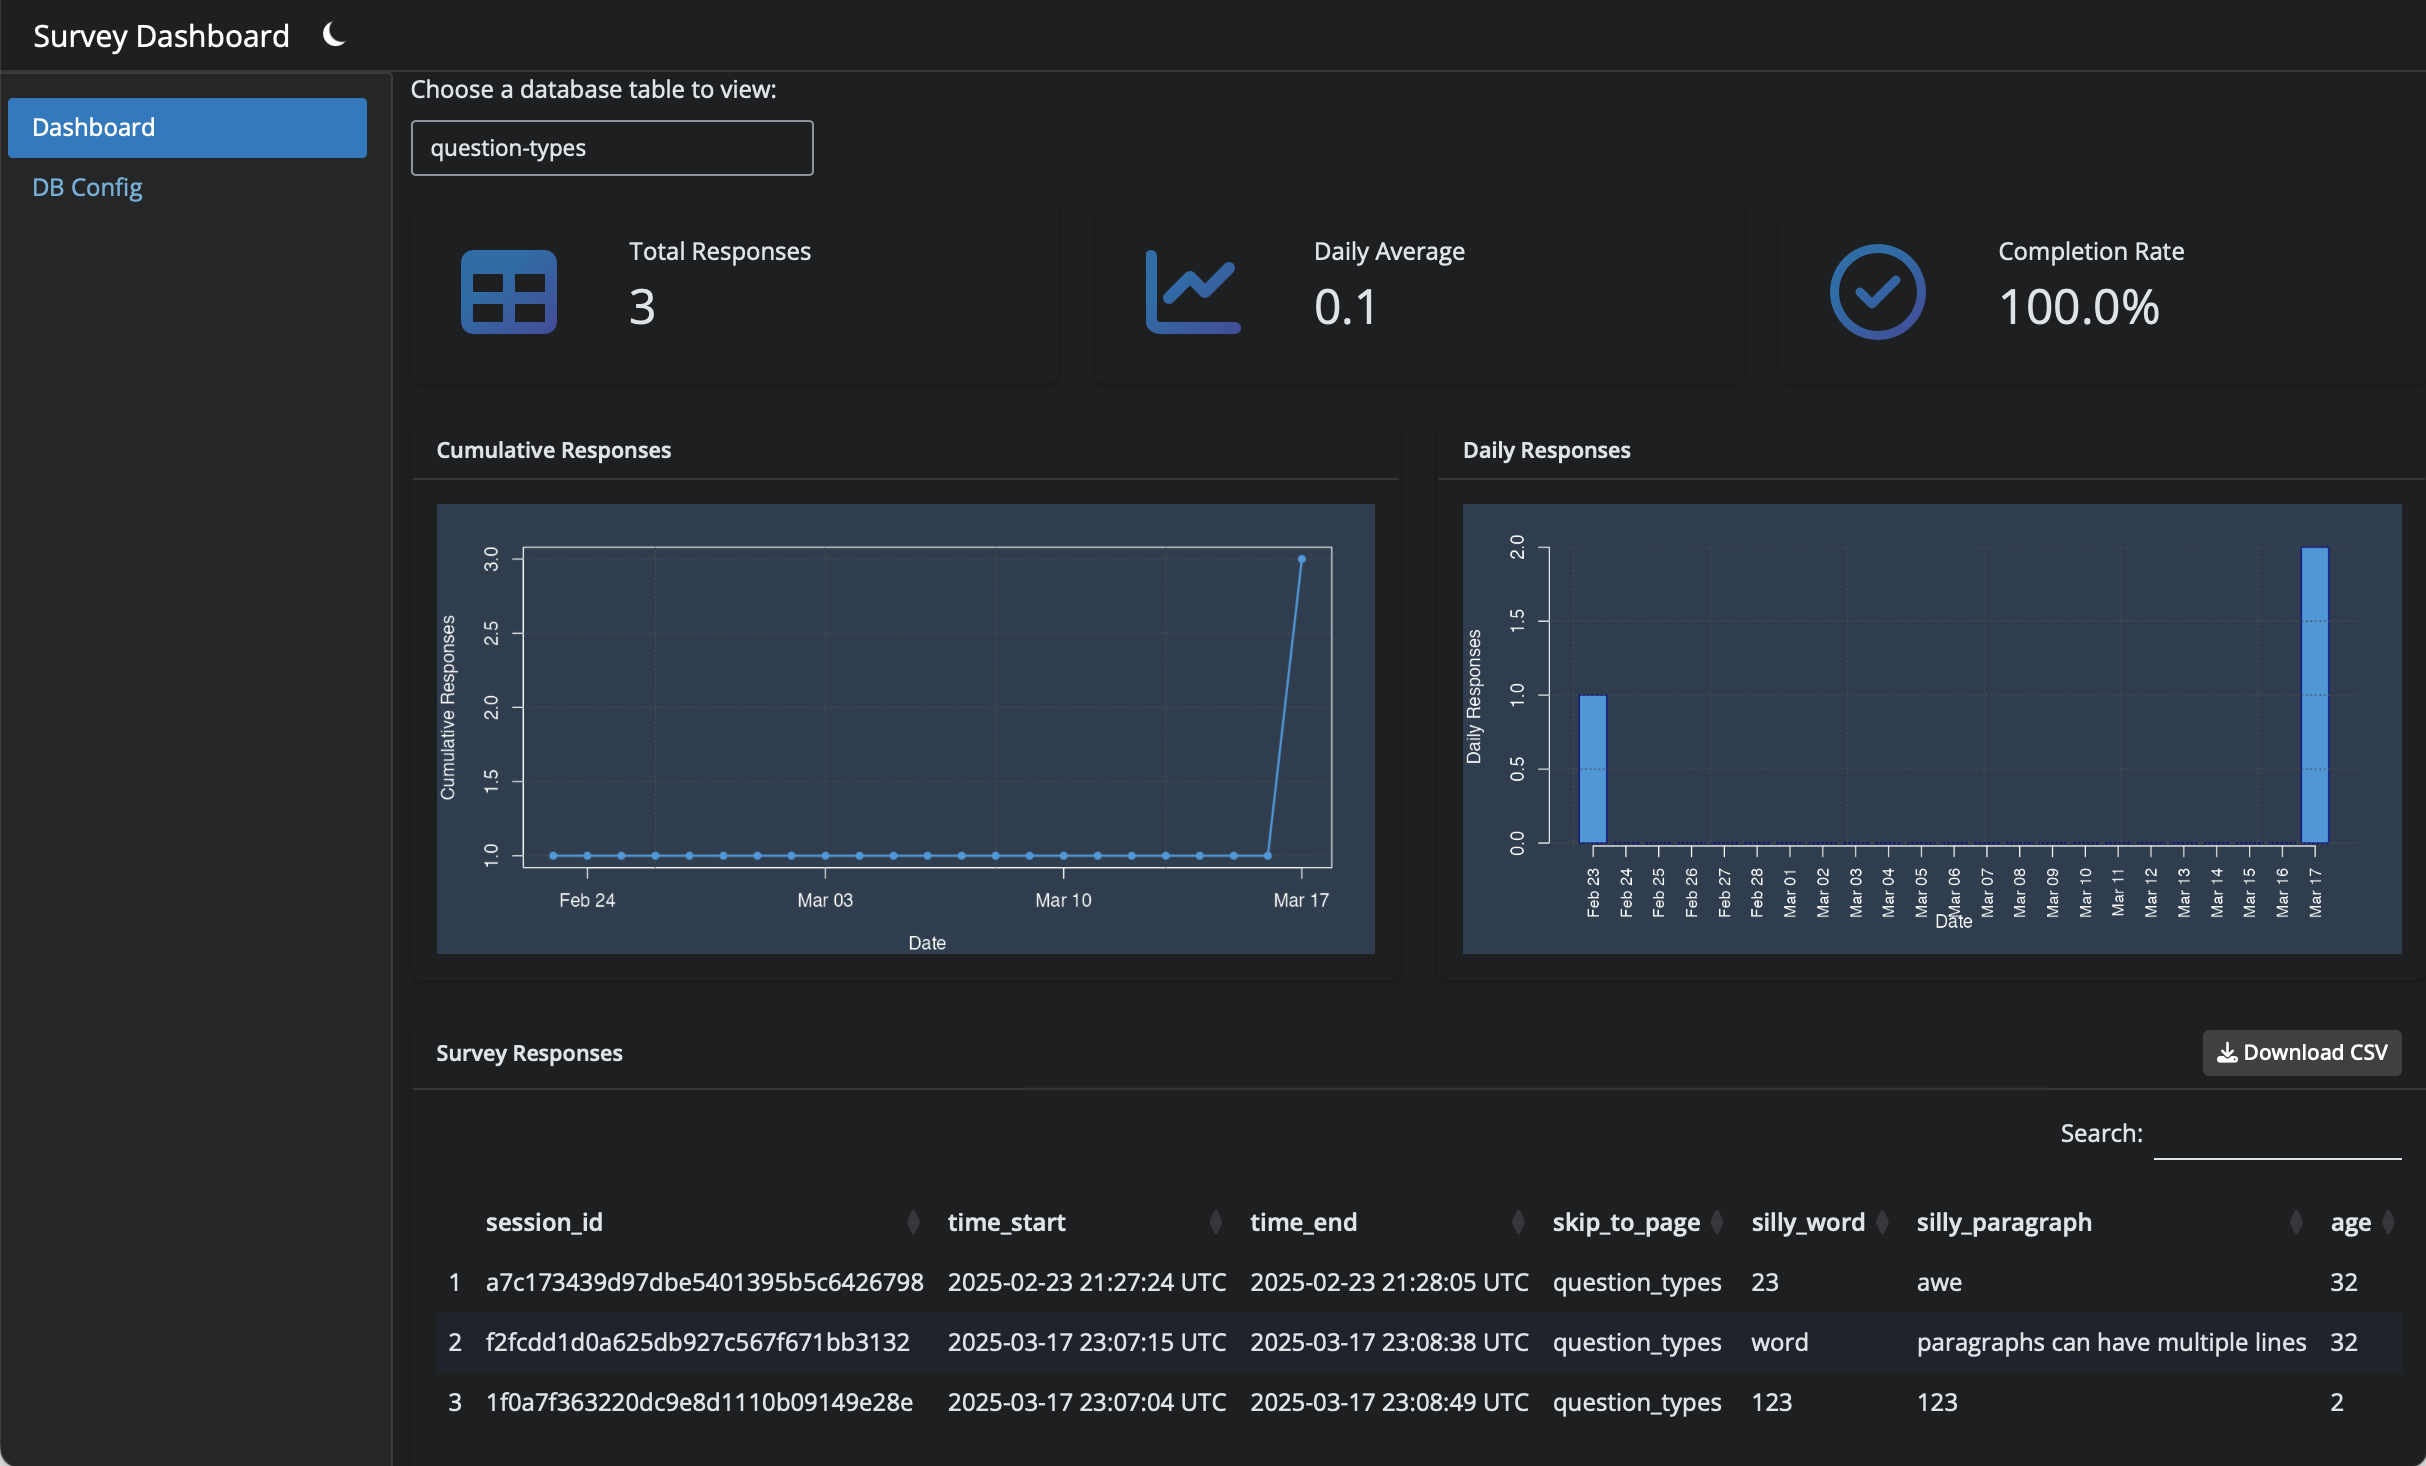 Survey Dashboard
Dashboard
DB Config
Choose a database table to view:
question-types
Total Responses
3
Daily Average
0.1
Completion Rate
100.0%
Cumulative Responses
Cumulative Responses
3.0
2.5
2.0
1.5
1.0
Feb 24 Mar 03 Mar 10 Mar 17
Date
Daily Responses
Daily Responses
2.0
1.5
1.0
0.5
0.0
Feb 23 Feb 24 Feb 25 Feb 26 Feb 27 Feb 28 Mar 01 Mar 02 Mar 03 Mar 04 Mar 05 Mar 06 Mar 07 Mar 08 Mar 09 Mar 10 Mar 11 Mar 12 Mar 13 Mar 14 Mar 15 Mar 16 Mar 17
Date
Survey Responses
Download CSV
Search:
session_id time_start time_end skip_to_page silly_word silly_paragraph age
1 a7c173439d97dbe5401395b5c6426798 2025-02-23 21:27:24 UTC 2025-02-23 21:28:05 UTC question_types 23 awe 32
2 f2fcdd1d0a625db927c567f671bb3132 2025-03-17 23:07:15 UTC 2025-03-17 23:08:38 UTC question_types word paragraphs can have multiple lines 32
3 1f0a7f363220dc9e8d1110b09149e28e 2025-03-17 23:07:04 UTC 2025-03-17 23:08:49 UTC question_types 123 123 2